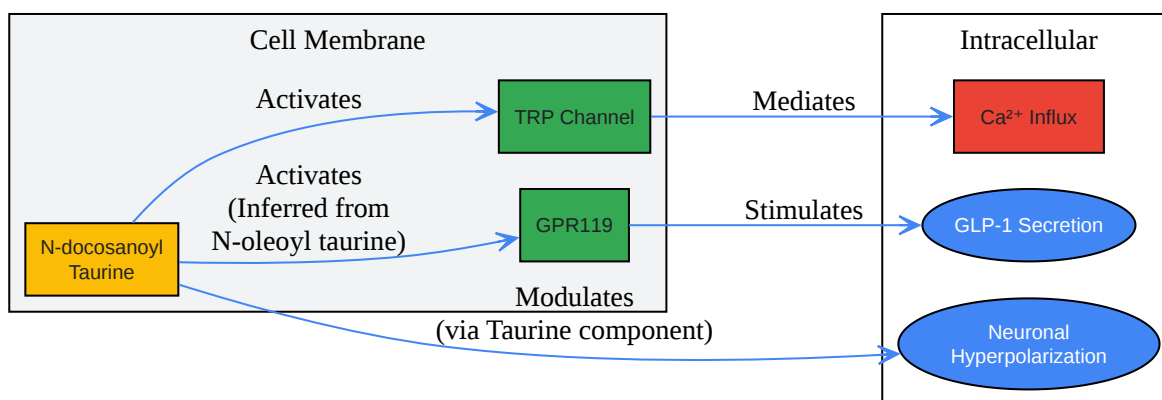 Cell Membrane
Intracellular
Activates
TRP Channel
Mediates
Ca²⁺ Influx
Activates
(Inferred from
N-oleoyl taurine)
GPR119
Stimulates
GLP-1 Secretion
N-docosanoyl
Taurine
Modulates
(via Taurine component)
Neuronal
Hyperpolarization